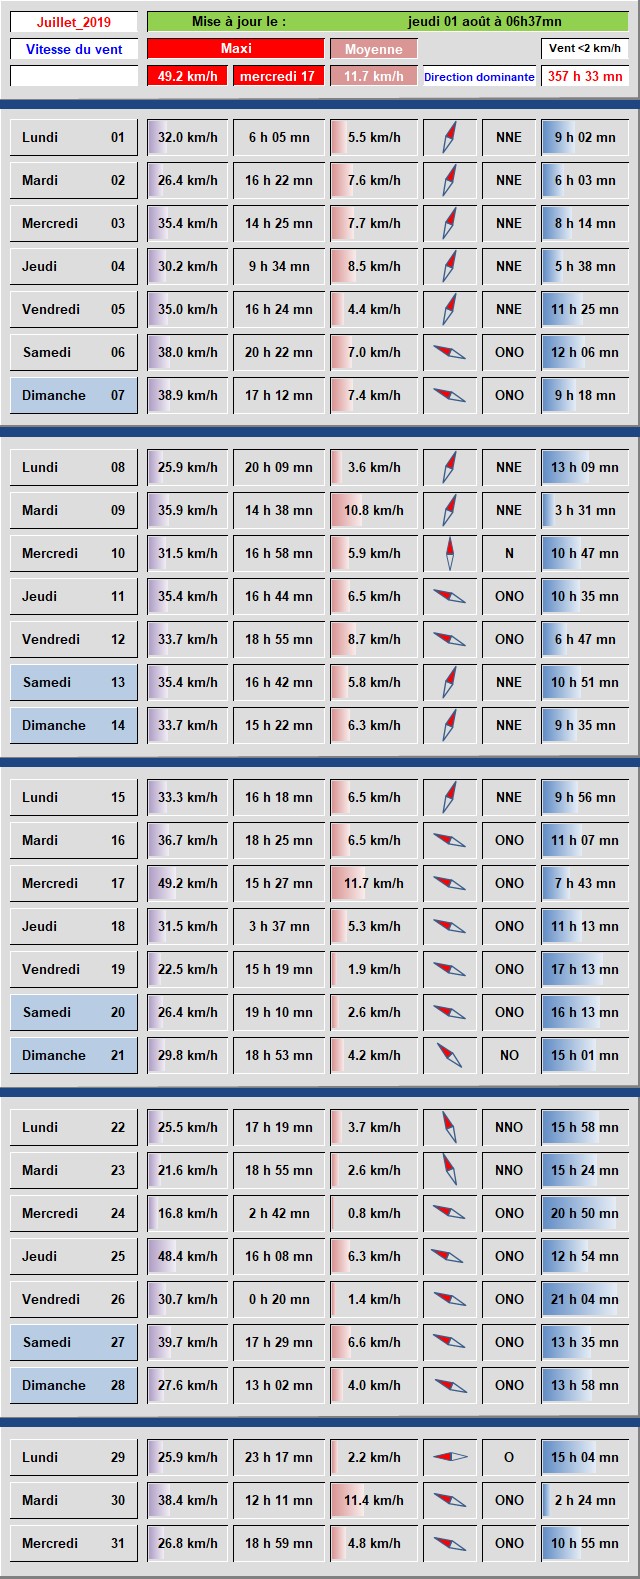 Juillet_2019 Mise à jour le : jeudi 01 août à 06h37mn
Vitesse du vent Maxi Moyenne Vent <2 km/h
49.2 km/h mercredi 17 11.7 km/h Direction dominante 357 h 33 mn
Lundi 01 32.0 km/h 6 h 05 mn 5.5 km/h NNE 9 h 02 mn
Mardi 02 26.4 km/h 16 h 22 mn 7.6 km/h NNE 6 h 03 mn
Mercredi 03 35.4 km/h 14 h 25 mn 7.7 km/h NNE 8 h 14 mn
Jeudi 04 30.2 km/h 9 h 34 mn 8.5 km/h NNE 5 h 38 mn
Vendredi 05 35.0 km/h 16 h 24 mn 4.4 km/h NNE 11 h 25 mn
Samedi 06 38.0 km/h 20 h 22 mn 7.0 km/h ONO 12 h 06 mn
Dimanche 07 38.9 km/h 17 h 12 mn 7.4 km/h ONO 9 h 18 mn
Lundi 08 25.9 km/h 20 h 09 mn 3.6 km/h NNE 13 h 09 mn
Mardi 09 35.9 km/h 14 h 38 mn 10.8 km/h NNE 3 h 31 mn
Mercredi 10 31.5 km/h 16 h 58 mn 5.9 km/h N 10 h 47 mn
Jeudi 11 35.4 km/h 16 h 44 mn 6.5 km/h ONO 10 h 35 mn
Vendredi 12 33.7 km/h 18 h 55 mn 8.7 km/h ONO 6 h 47 mn
Samedi 13 35.4 km/h 16 h 42 mn 5.8 km/h NNE 10 h 51 mn
Dimanche 14 33.7 km/h 15 h 22 mn 6.3 km/h NNE 9 h 35 mn
Lundi 15 33.3 km/h 16 h 18 mn 6.5 km/h NNE 9 h 56 mn
Mardi 16 36.7 km/h 18 h 25 mn 6.5 km/h ONO 11 h 07 mn
Mercredi 17 49.2 km/h 15 h 27 mn 11.7 km/h ONO 7 h 43 mn
Jeudi 18 31.5 km/h 3 h 37 mn 5.3 km/h ONO 11 h 13 mn
Vendredi 19 22.5 km/h 15 h 19 mn 1.9 km/h ONO 17 h 13 mn
Samedi 20 26.4 km/h 19 h 10 mn 2.6 km/h ONO 16 h 13 mn
Dimanche 21 29.8 km/h 18 h 53 mn 4.2 km/h NO 15 h 01 mn
Lundi 22 25.5 km/h 17 h 19 mn 3.7 km/h NNO 15 h 58 mn
Mardi 23 21.6 km/h 18 h 55 mn 2.6 km/h NNO 15 h 24 mn
Mercredi 24 16.8 km/h 2 h 42 mn 0.8 km/h ONO 20 h 50 mn
Jeudi 25 48.4 km/h 16 h 08 mn 6.3 km/h ONO 12 h 54 mn
Vendredi 26 30.7 km/h 0 h 20 mn 1.4 km/h ONO 21 h 04 mn
Samedi 27 39.7 km/h 17 h 29 mn 6.6 km/h ONO 13 h 35 mn
Dimanche 28 27.6 km/h 13 h 02 mn 4.0 km/h ONO 13 h 58 mn
Lundi 29 25.9 km/h 23 h 17 mn 2.2 km/h O 15 h 04 mn
Mardi 30 38.4 km/h 12 h 11 mn 11.4 km/h ONO 2 h 24 mn
Mercredi 31 26.8 km/h 18 h 59 mn 4.8 km/h ONO 10 h 55 mn